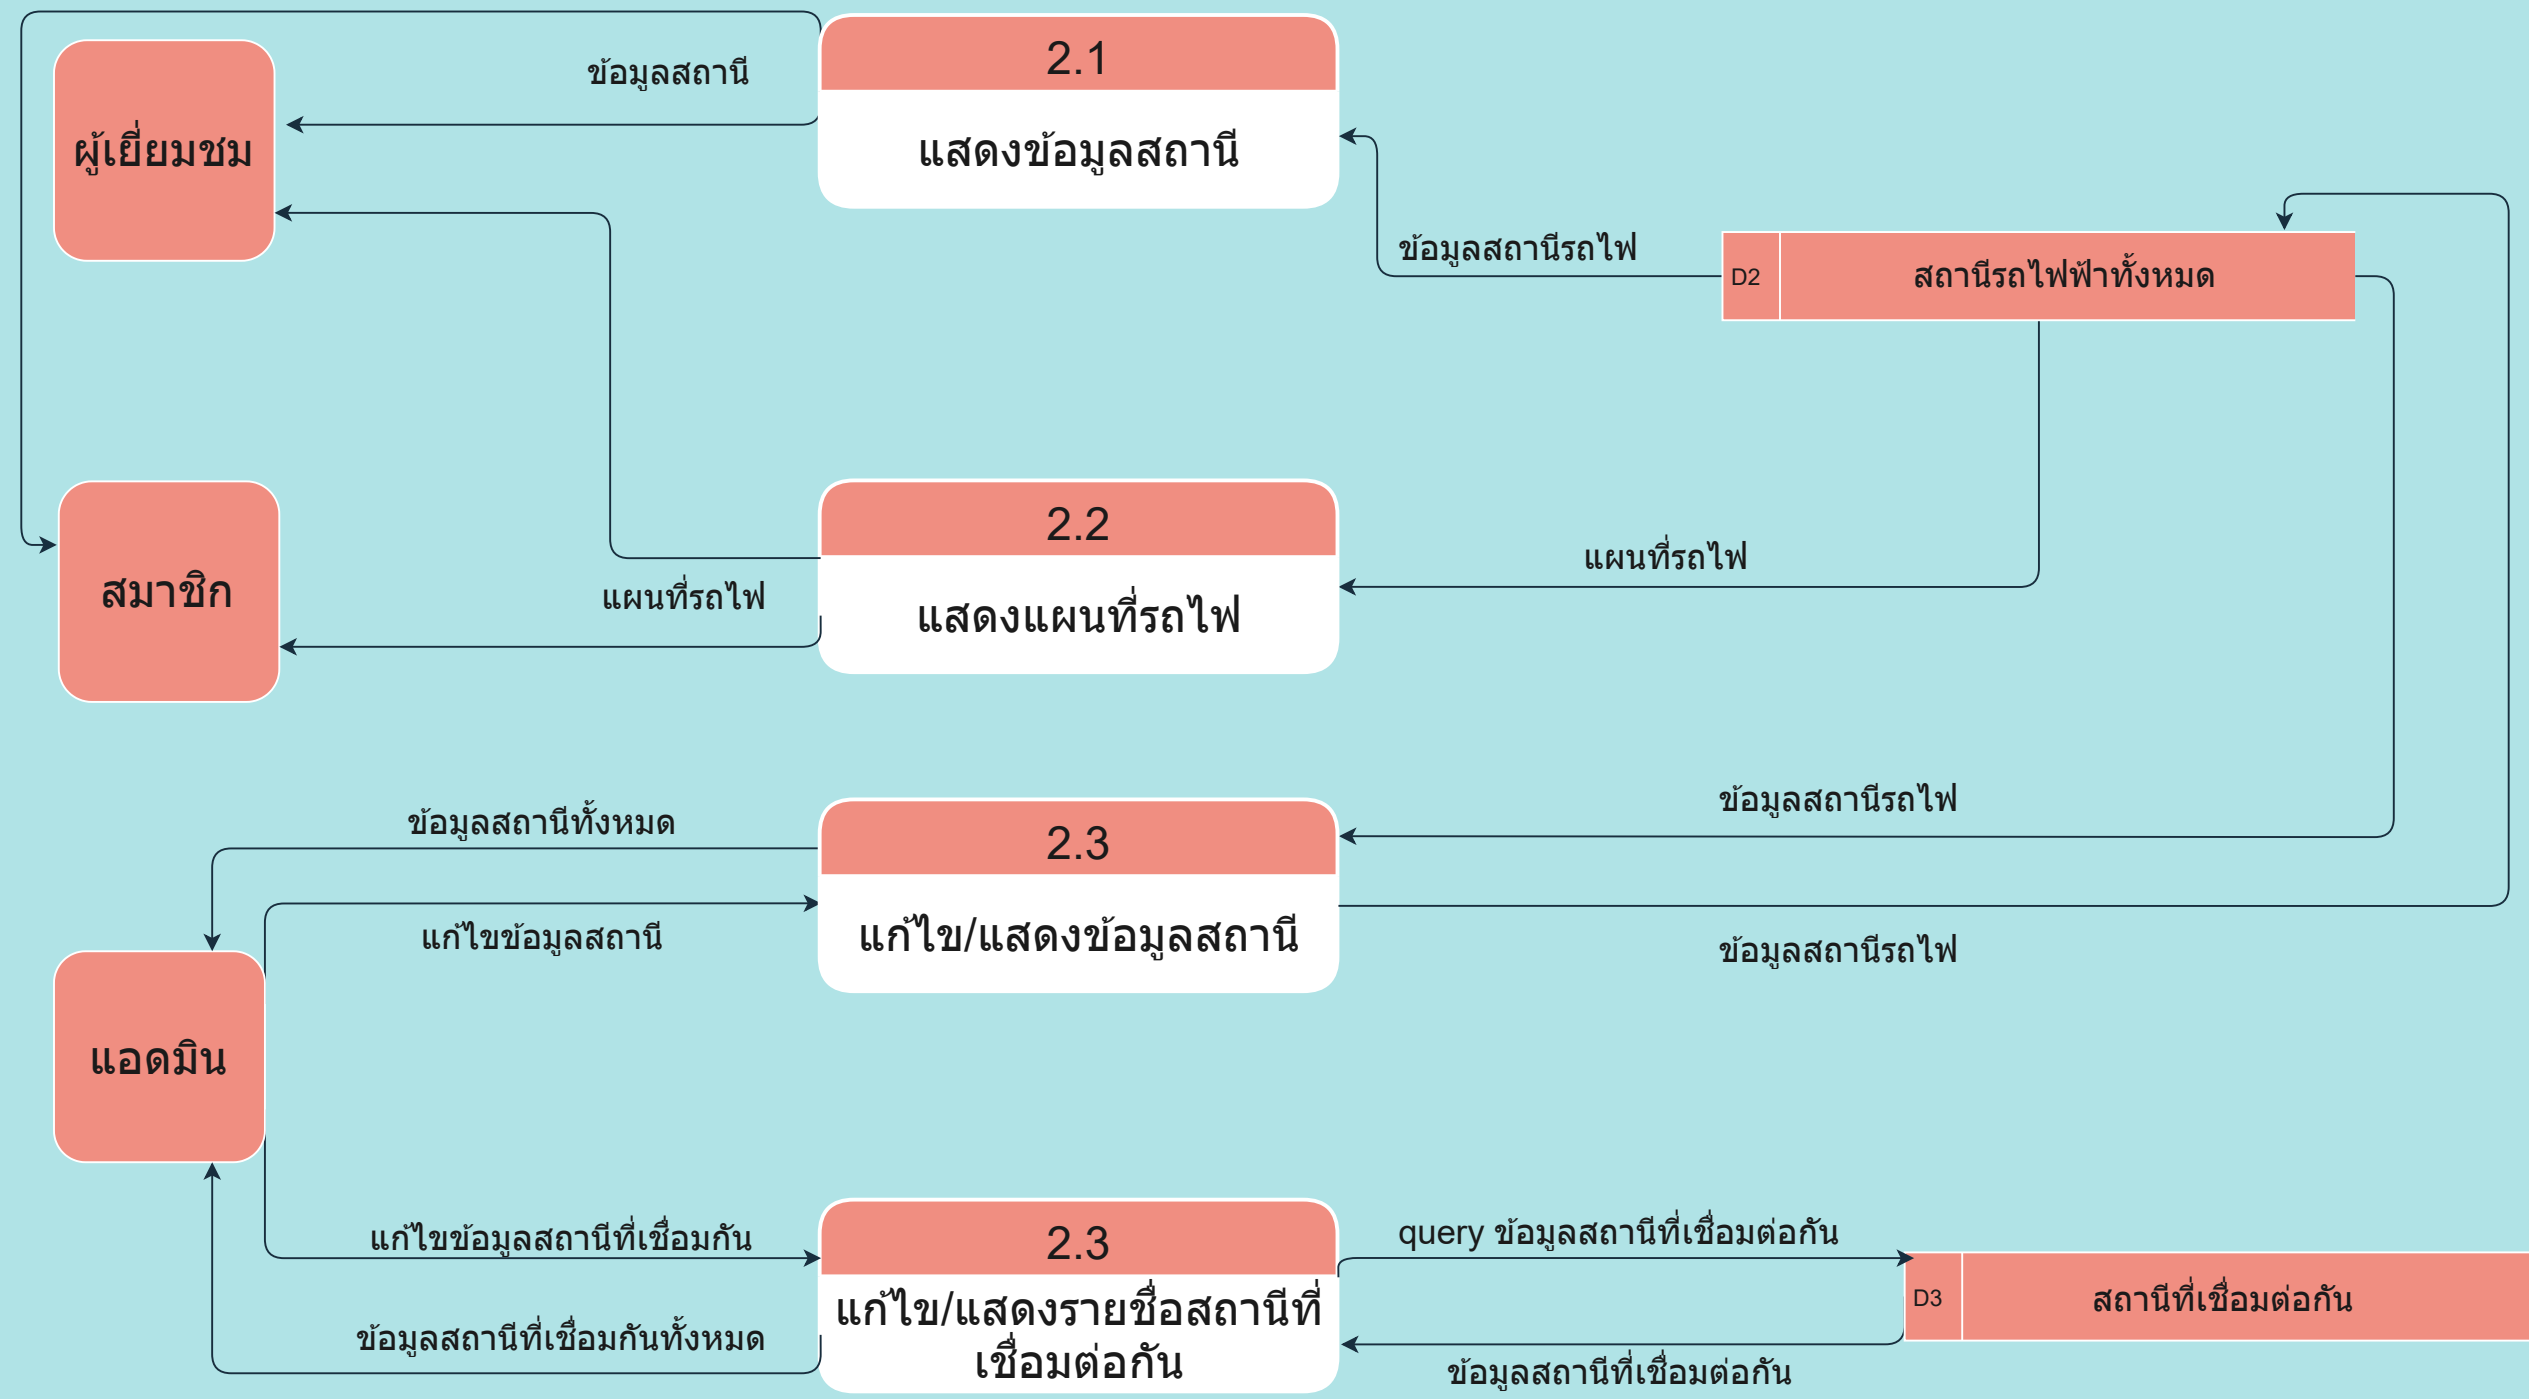 2.1
ข้อมูลสถานี
ผู้เยี่ยมชม
แสดงข้อมูลสถานี
ข้อมูลสถานีรถไฟ
D2
สถานีรถไฟฟ้าทั้งหมด
2.2
แผนที่รถไฟ
สมาชิก
แผนที่รถไฟ
แสดงแผนที่รถไฟ
ข้อมูลสถานีรถไฟ
ข้อมูลสถานีทั้งหมด
2.3
แก้ไขข้อมูลสถานี
แก้ไข/แสดงข้อมูลสถานี
ข้อมูลสถานีรถไฟ
แอดมิน
แก้ไขข้อมูลสถานีที่เชื่อมกัน
2.3
query ข้อมูลสถานีที่เชื่อมต่อกัน
D3
สถานีที่เชื่อมต่อกัน
แก้ไข/แสดงรายชื่อสถานีที่
เชื่อมต่อกัน
ข้อมูลสถานีที่เชื่อมกันทั้งหมด
ข้อมูลสถานีที่เชื่อมต่อกัน